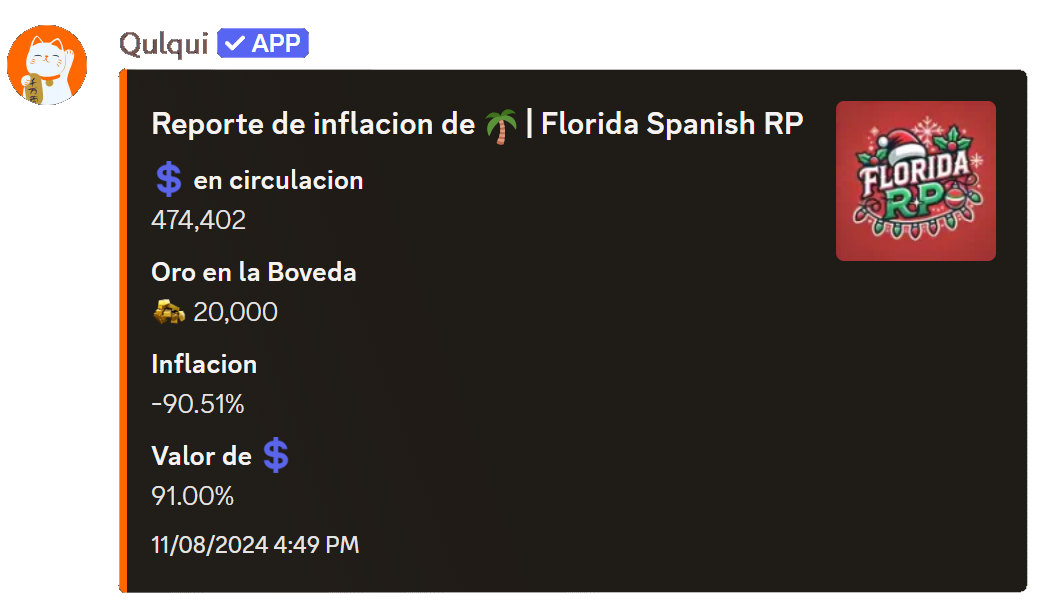 Qulqui ✓ APP
Reporte de inflacion de 🌴 | Florida Spanish RP
$ en circulacion
474,402
Oro en la Boveda
20,000
Inflacion
-90.51%
Valor de $
91.00%
11/08/2024 4:49 PM
FLORIDA
RP